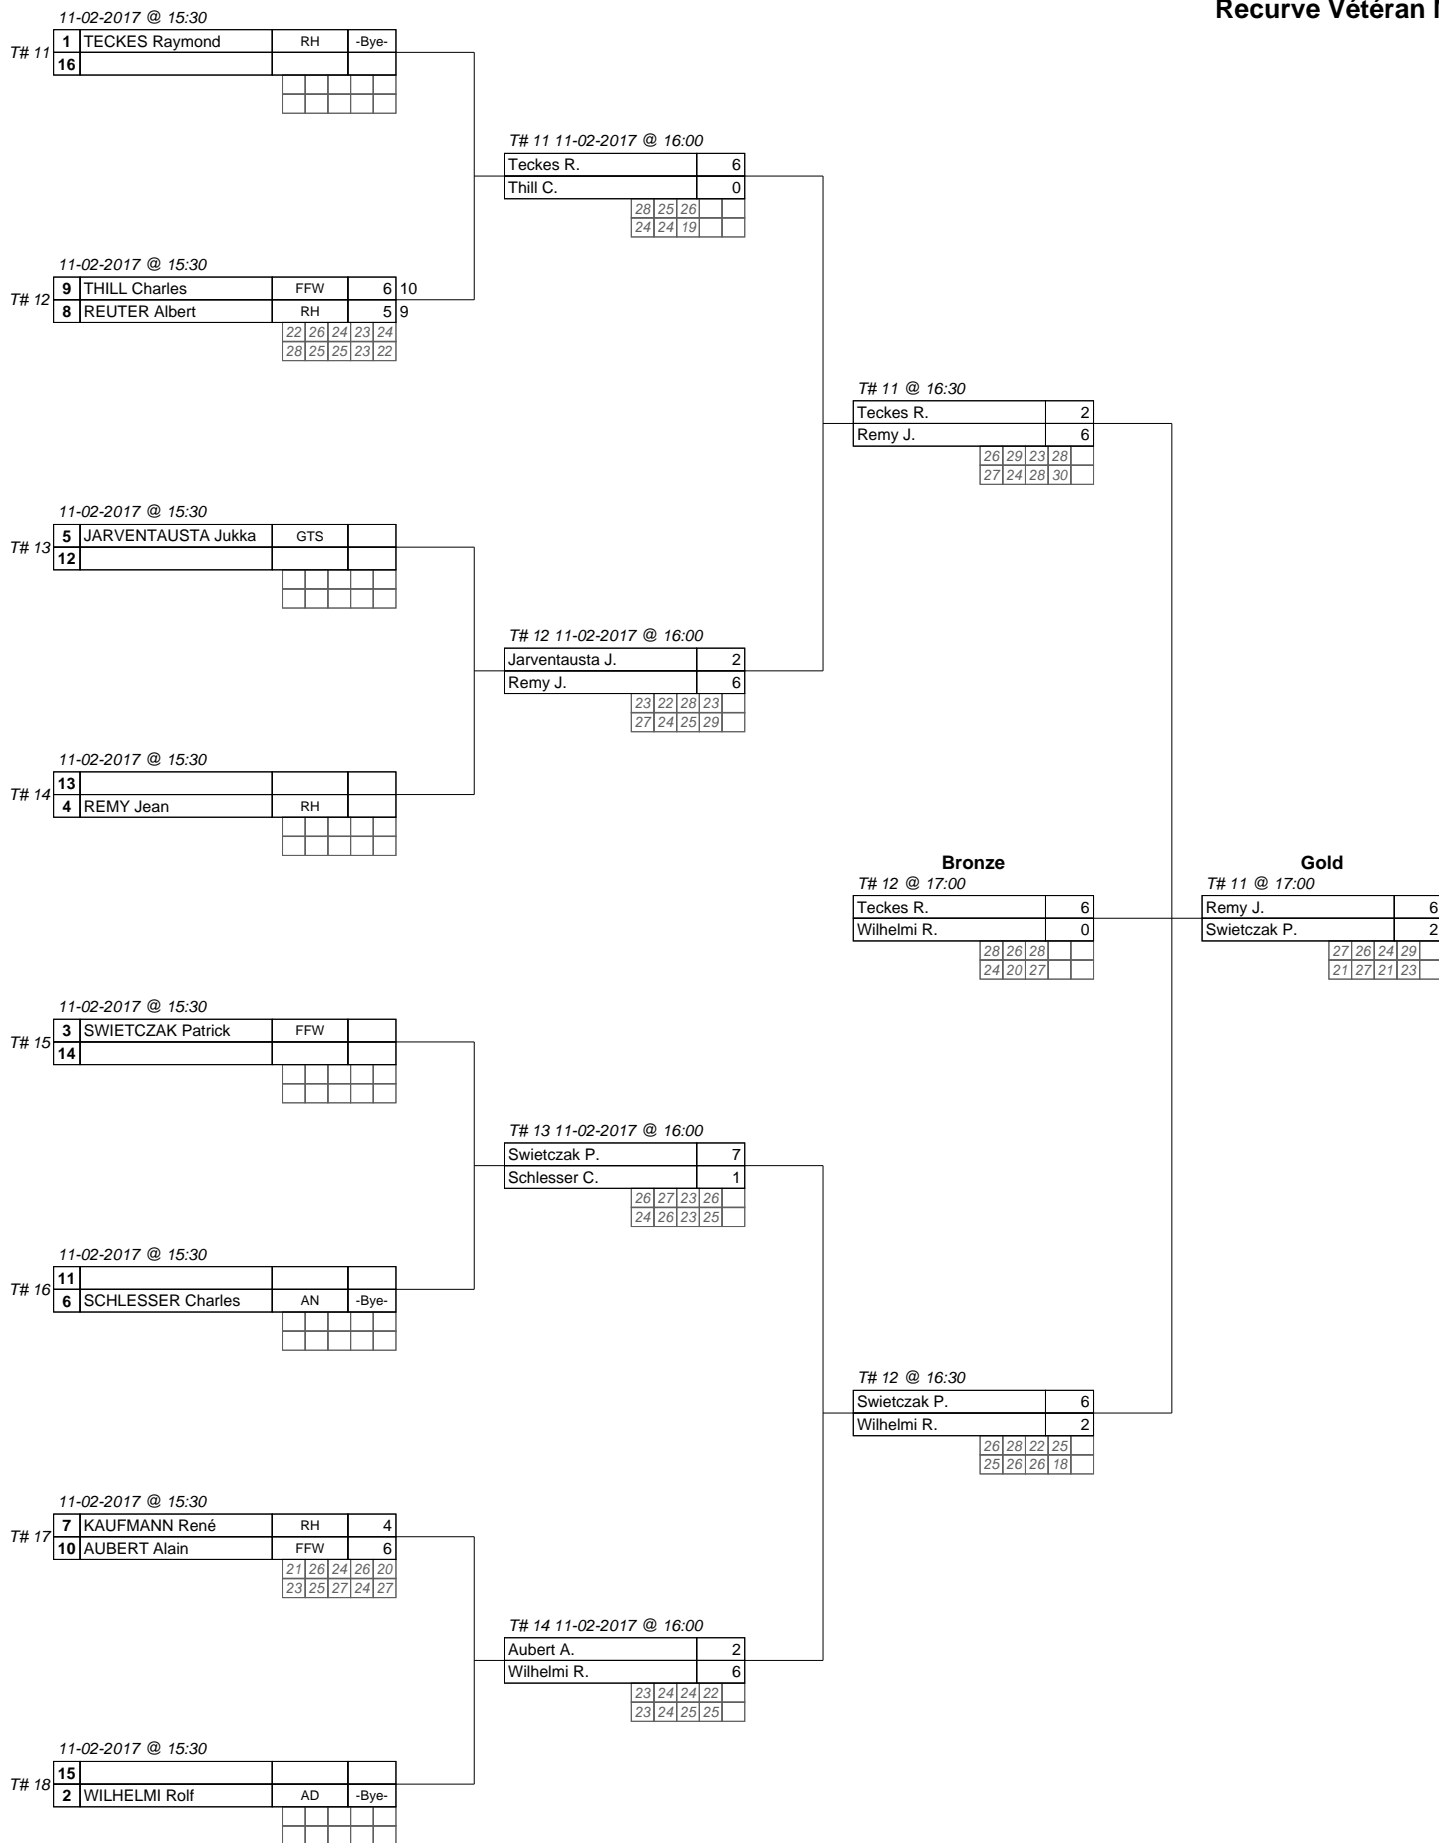 Recurve Vétéran
11-02-2017 @ 15:30
T# 11
1 TECKES Raymond RH -Bye-
16
T# 11 11-02-2017 @ 16:00
Teckes R. 6
Thill C. 0
28 25 26
24 24 19
11-02-2017 @ 15:30
T# 12
9 THILL Charles FFW 6 10
8 REUTER Albert RH 5 9
22 26 24 23 24
28 25 25 23 22
T# 11 @ 16:30
Teckes R. 2
Remy J. 6
26 29 23 28
27 24 28 30
11-02-2017 @ 15:30
T# 13
5 JARVENTAUSTA Jukka GTS
12
T# 12 11-02-2017 @ 16:00
Jarventausta J. 2
Remy J. 6
23 22 28 23
27 24 25 29
11-02-2017 @ 15:30
T# 14
13
4 REMY Jean RH
Bronze
T# 12 @ 17:00
Teckes R. 6
Wilhelmi R. 0
28 26 28
24 20 27
Gold
T# 11 @ 17:00
Remy J. 6
Swietczak P. 2
27 26 24 29
21 27 21 23
11-02-2017 @ 15:30
T# 15
3 SWIETCZAK Patrick FFW
14
T# 13 11-02-2017 @ 16:00
Swietczak P. 7
Schlesser C. 1
26 27 23 26
24 26 23 25
11-02-2017 @ 15:30
T# 16
11
6 SCHLESSER Charles AN -Bye-
T# 12 @ 16:30
Swietczak P. 6
Wilhelmi R. 2
26 28 22 25
25 26 26 18
11-02-2017 @ 15:30
T# 17
7 KAUFMANN René RH 4
10 AUBERT Alain FFW 6
21 26 24 26 20
23 25 27 24 27
T# 14 11-02-2017 @ 16:00
Aubert A. 2
Wilhelmi R. 6
23 24 24 22
23 24 25 25
11-02-2017 @ 15:30
T# 18
15
2 WILHELMI Rolf AD -Bye-